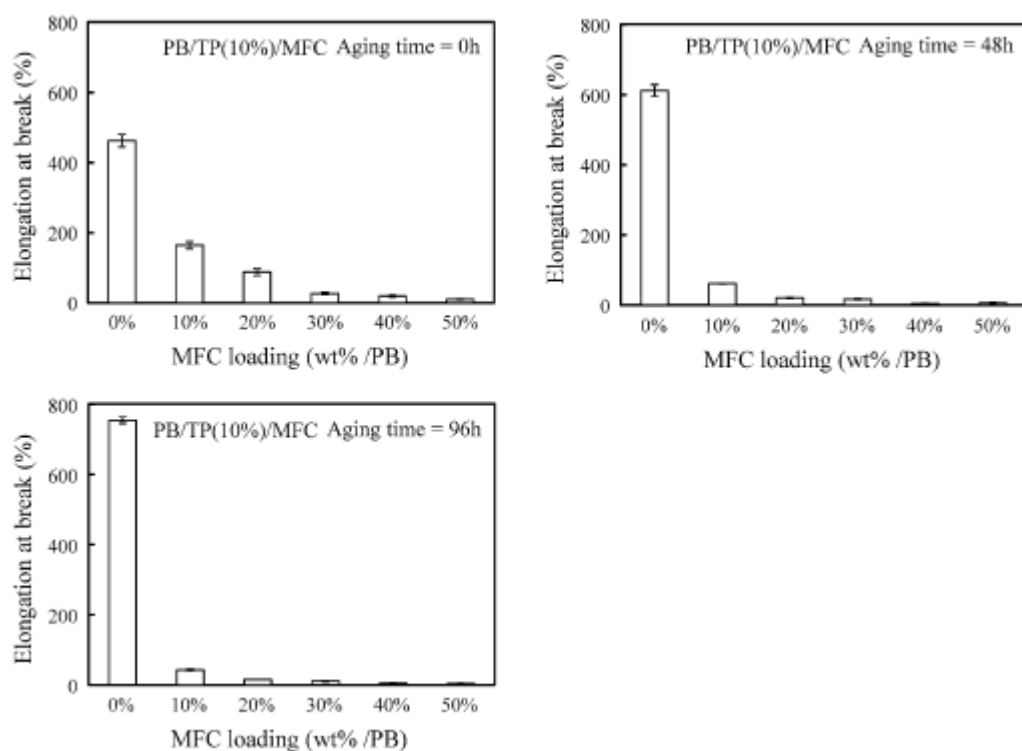 PB/TP(10%)/MFC Aging time = 0h
Elongation at break (%)
800
600
400
200
0
0% 10% 20% 30% 40% 50%
MFC loading (wt% /PB)
PB/TP(10%)/MFC Aging time = 48h
Elongation at break (%)
800
600
400
200
0
0% 10% 20% 30% 40% 50%
MFC loading (wt% /PB)
PB/TP(10%)/MFC Aging time = 96h
Elongation at break (%)
800
600
400
200
0
0% 10% 20% 30% 40% 50%
MFC loading (wt% /PB)